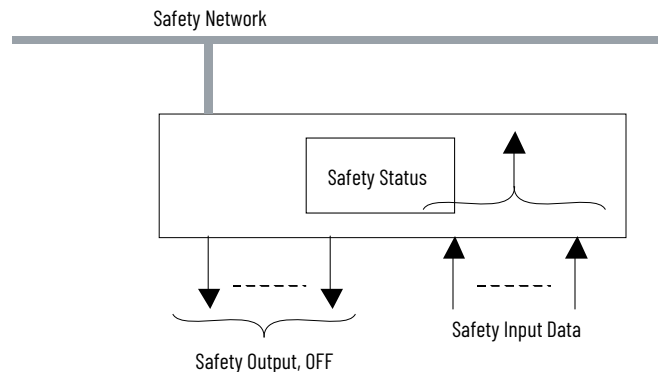 Safety Network
Safety Status
Safety Input Data
Safety Output, OFF